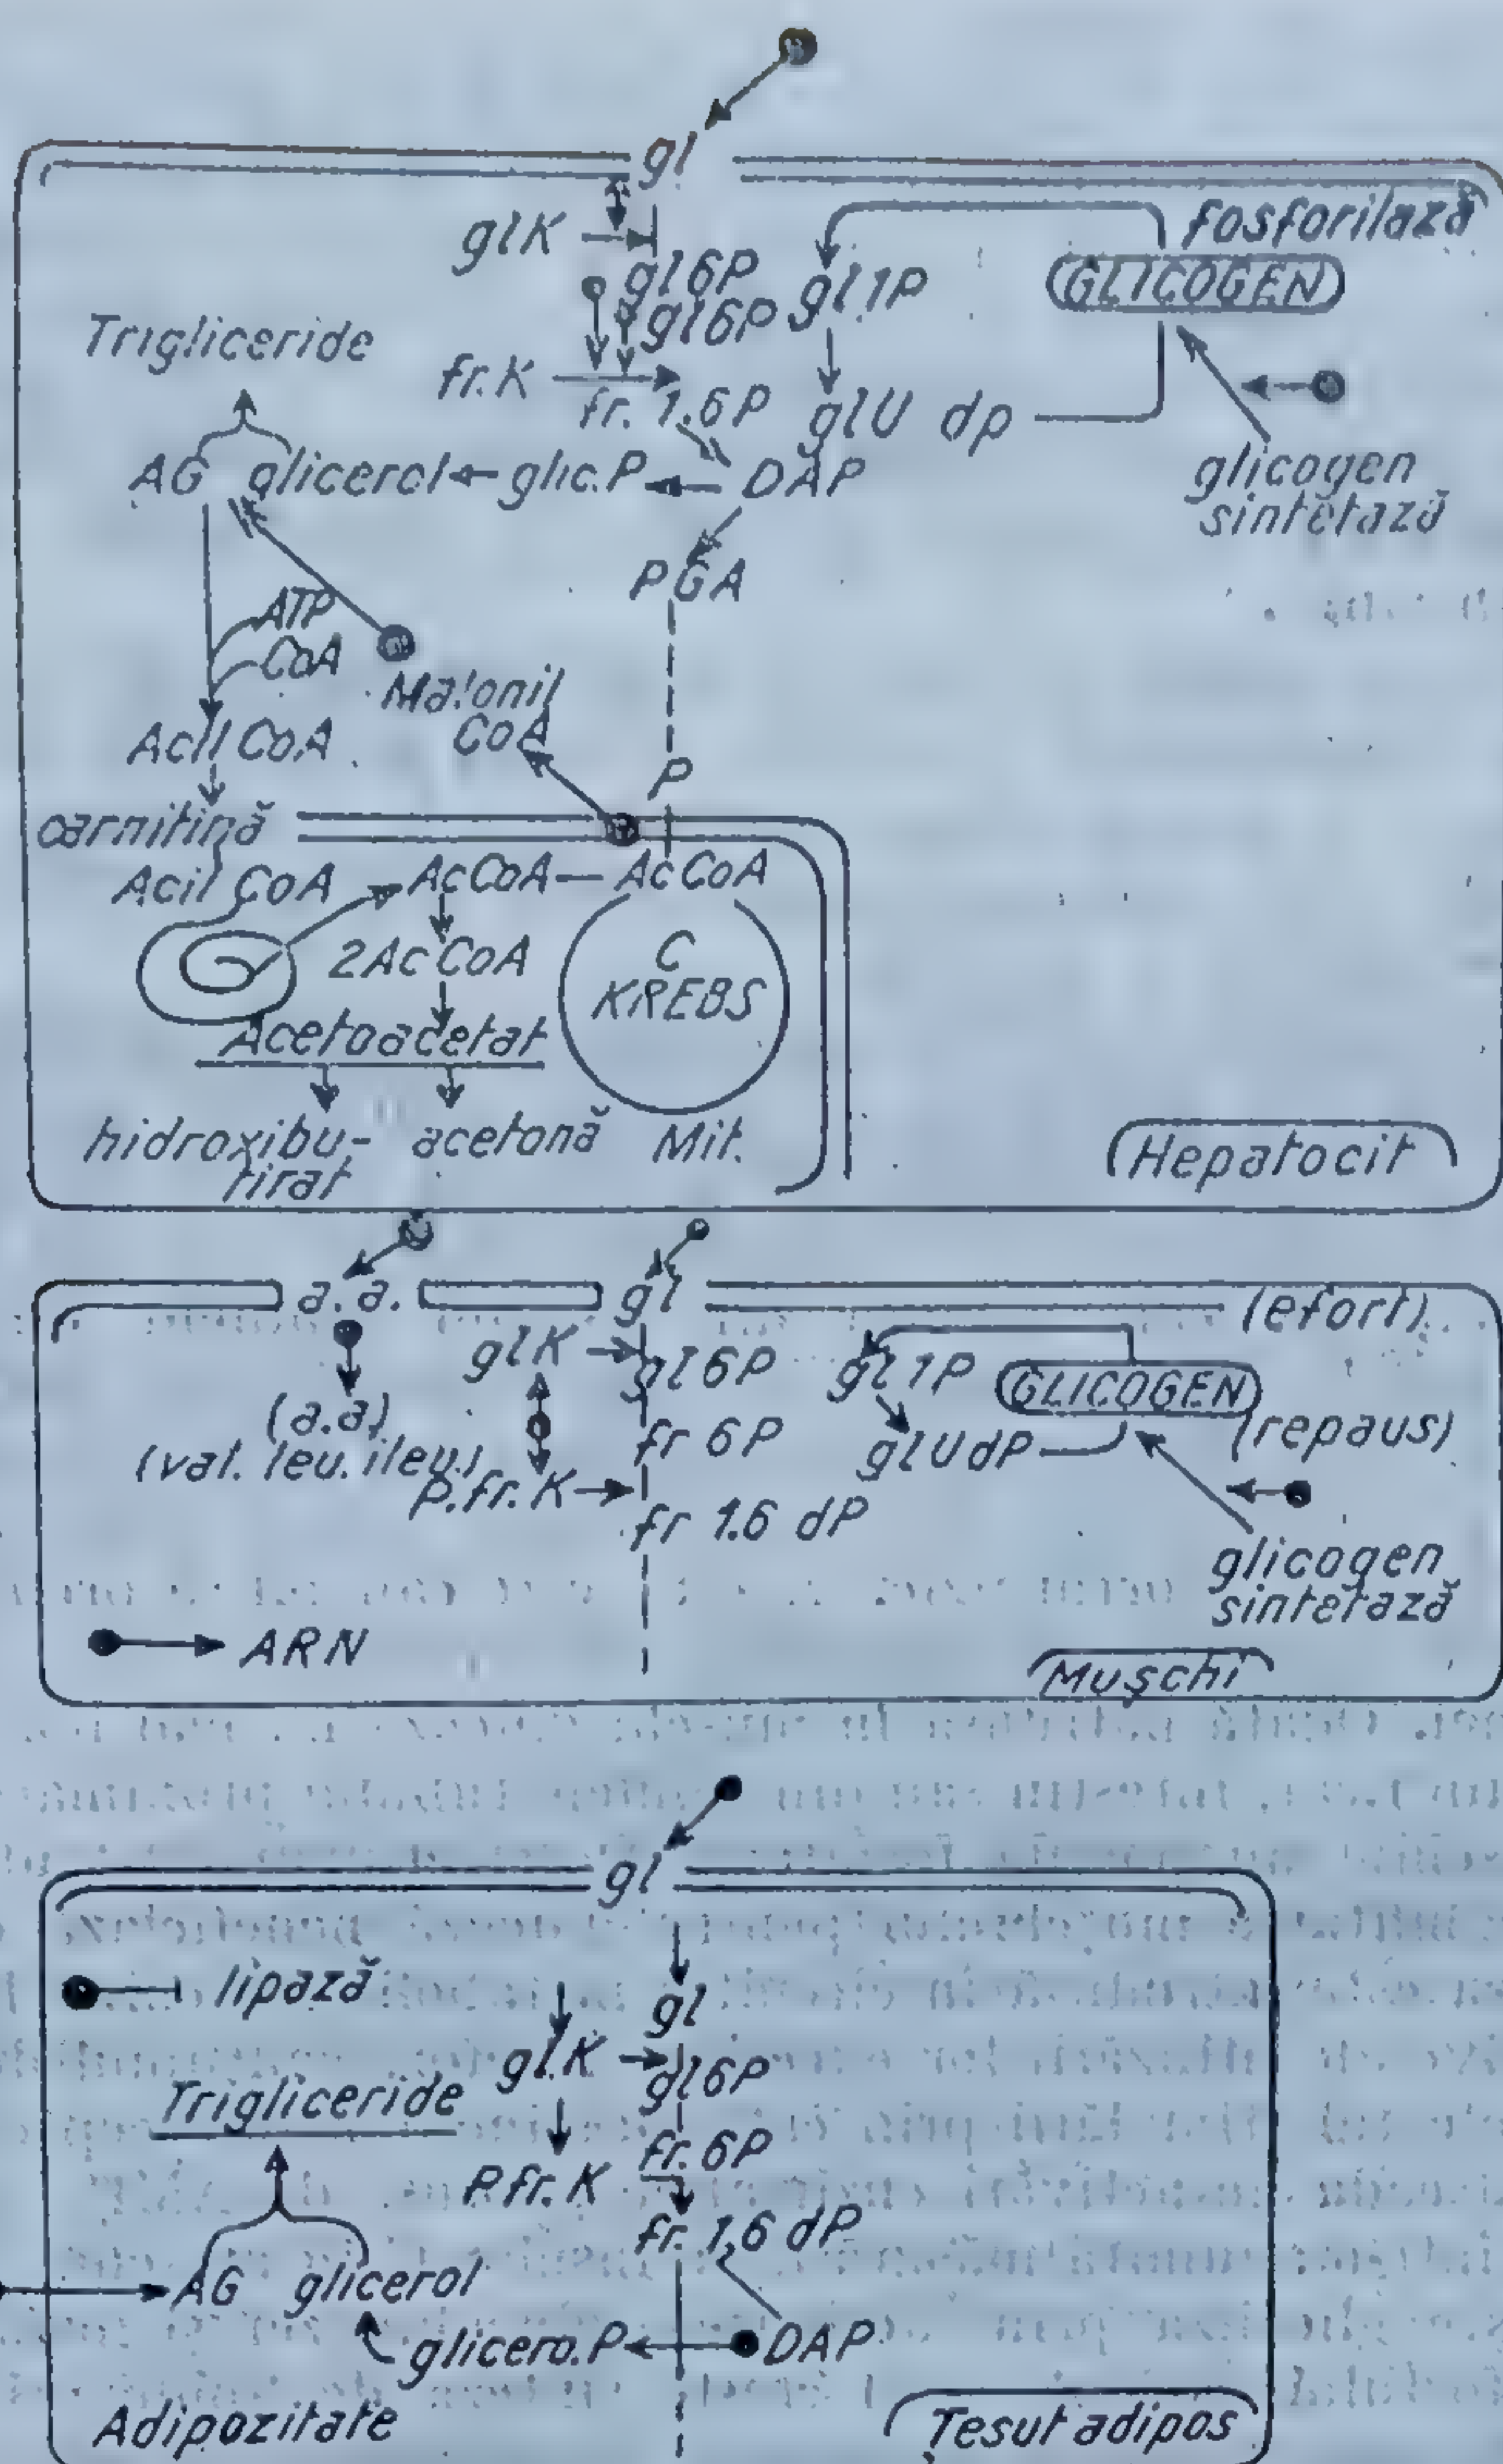 gl
glK
fosforilază
gl6P
gl6P
gl1P
GLICOGEN
Trigliceride
fr.K
fr. 1.6P
glU dp
AG glicerol glic.P DAP
glicogen
sintetază
PGA
ATP
CoA
Malonil
CoA
Acil CoA
P
carnitină
Acil CoA AcCoA AcCoA
2AcCoA
C
KREBS
Acetoacetat
hidroxibu-
tirat
acetonă
Mit.
Hepatocit
a.a. gl
(efort)
glK
gl6P
gl1P
GLICOGEN
(a.a)
(val. leu. ileu.)
fr 6P
glUdP
(repaus)
P.fr.K
fr 1.6 dP
glicogen
sintetază
ARN
Mușchi
gl
lipază
gl
glK
gl6P
Trigliceride
P.fr.K
fr. 6P
fr. 1,6 dP
AG glicerol
glicero.P DAP
Adipozitate
Țesut adipos